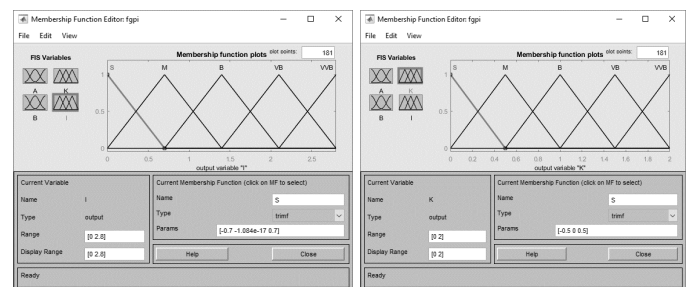 Membership Function Editor: fgpi
File Edit View
FIS Variables
Membership function plots plot points: 181
S M B VB VVB
A K
B I
1
0.5
0
0 0.5 1 1.5 2 2.5
output variable "I"
Current Variable
Name I
Type output
Range [0 2.8]
Display Range [0 2.8]
Current Membership Function (click on MF to select)
Name S
Type trimf
Params [-0.7 -1.084e-17 0.7]
Help Close
Ready
Membership Function Editor: fgpi
File Edit View
FIS Variables
Membership function plots plot points: 181
S M B VB VVB
A K
B I
1
0.5
0
0 0.2 0.4 0.6 0.8 1 1.2 1.4 1.6 1.8 2
output variable "K"
Current Variable
Name K
Type output
Range [0 2]
Display Range [0 2]
Current Membership Function (click on MF to select)
Name S
Type trimf
Params [-0.5 0 0.5]
Help Close
Ready